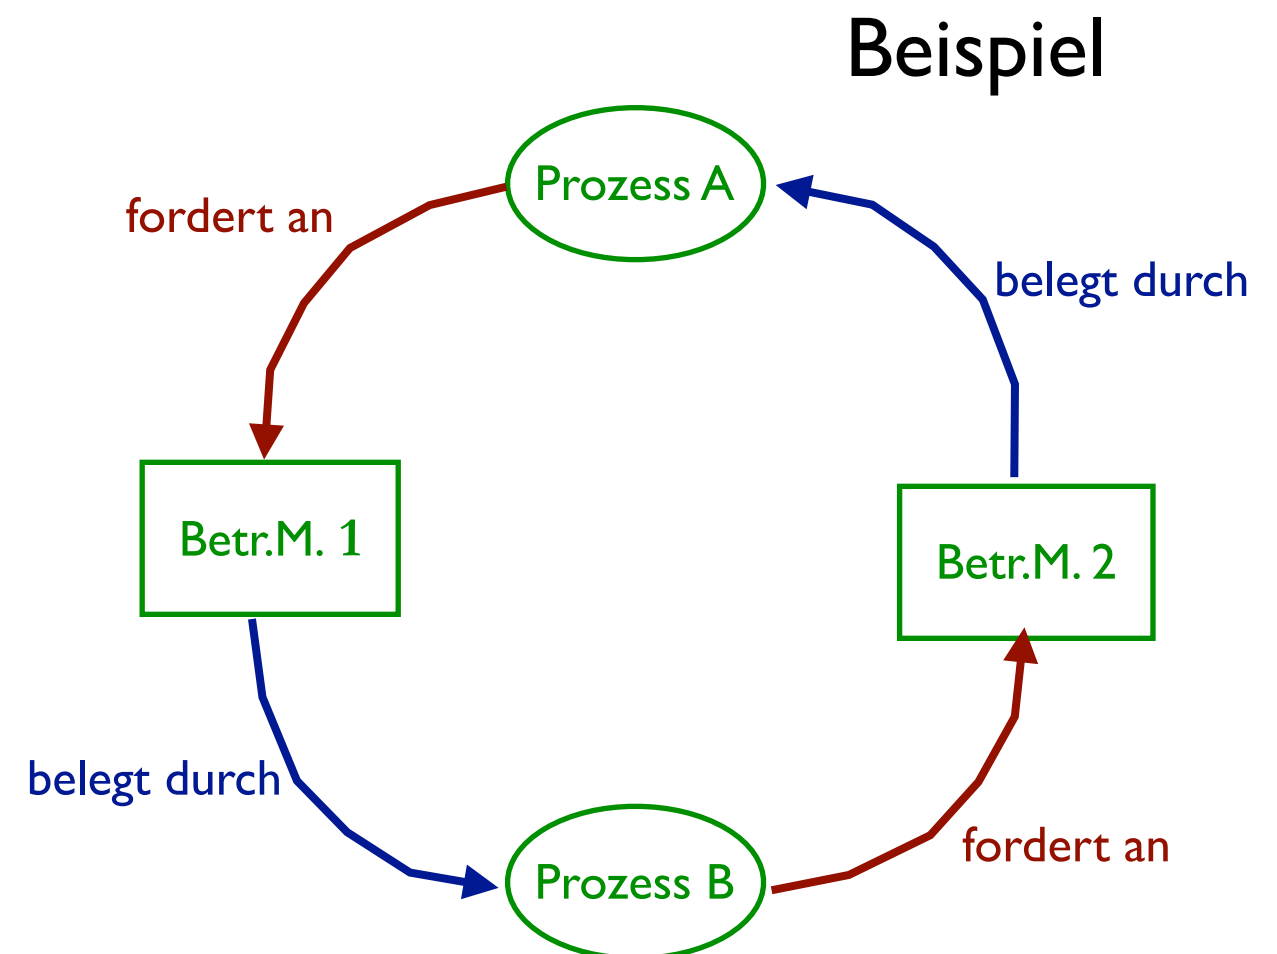 Beispiel
Prozess A
fordert an
belegt durch
Betr.M. 1
Betr.M. 2
belegt durch
fordert an
Prozess B